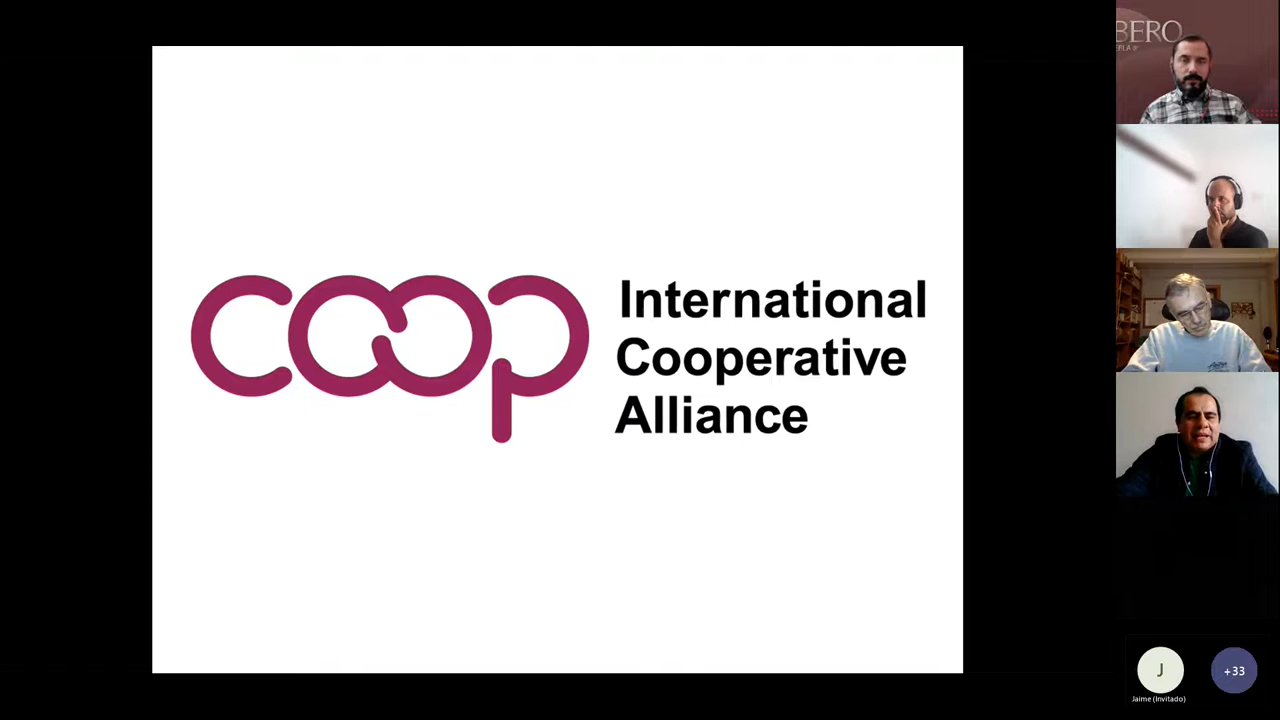 coop
International
Cooperative
Alliance
BERO
J
Jaime (Invitado)
+33